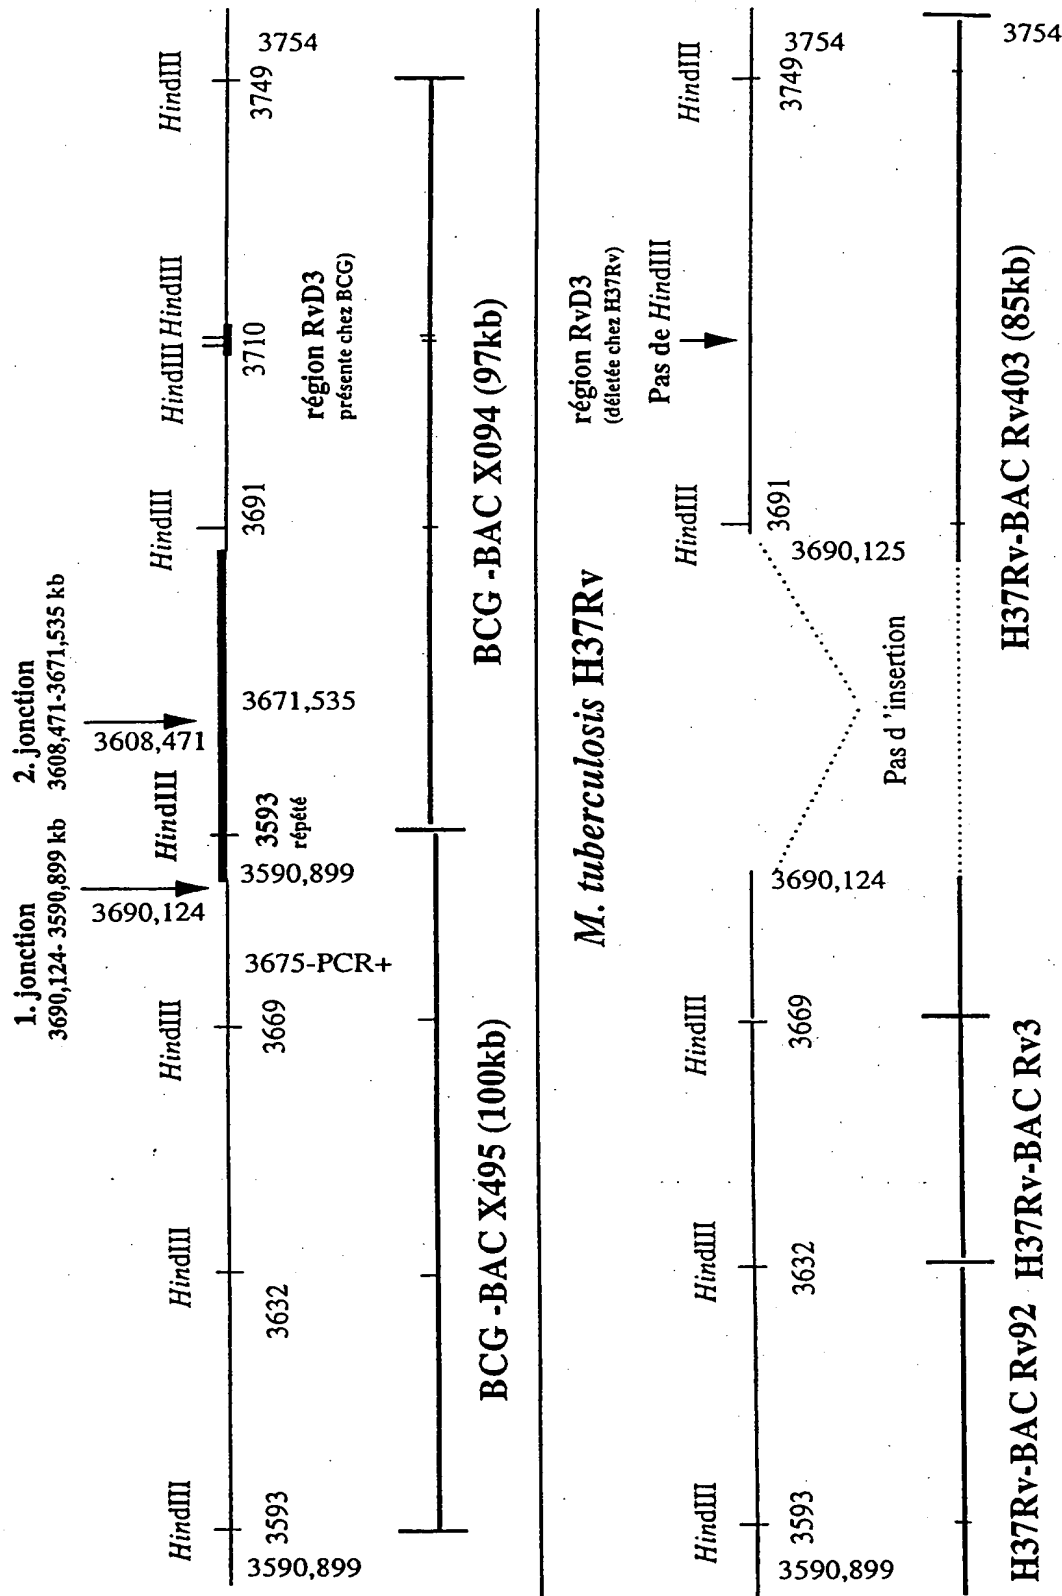 1. jonction
3690,124- 3590,899 kb
2. jonction
3608,471-3671,535 kb
HindIII
HindIII
HindIII
HindIII
HindIII
HindIII HindIII
HindIII
3690,124
3608,471
3590,899
3593
3632
3669
3675-PCR+
3590,899
3593
répété
3671,535
3691
3710
3749
3754
région RvD3
présente chez BCG)
BCG -BAC X495 (100kb)
BCG -BAC X094 (97kb)
M. tuberculosis H37Rv
région RvD3
(délétée chez H37Rv)
Pas de HindIII
HindIII
HindIII
HindIII
HindIII
HindIII
3590,899
3593
3632
3669
3690,124
3690,125
3691
3749
3754
Pas d'insertion
H37Rv-BAC Rv92
H37Rv-BAC Rv3
H37Rv-BAC Rv403 (85kb)
3754